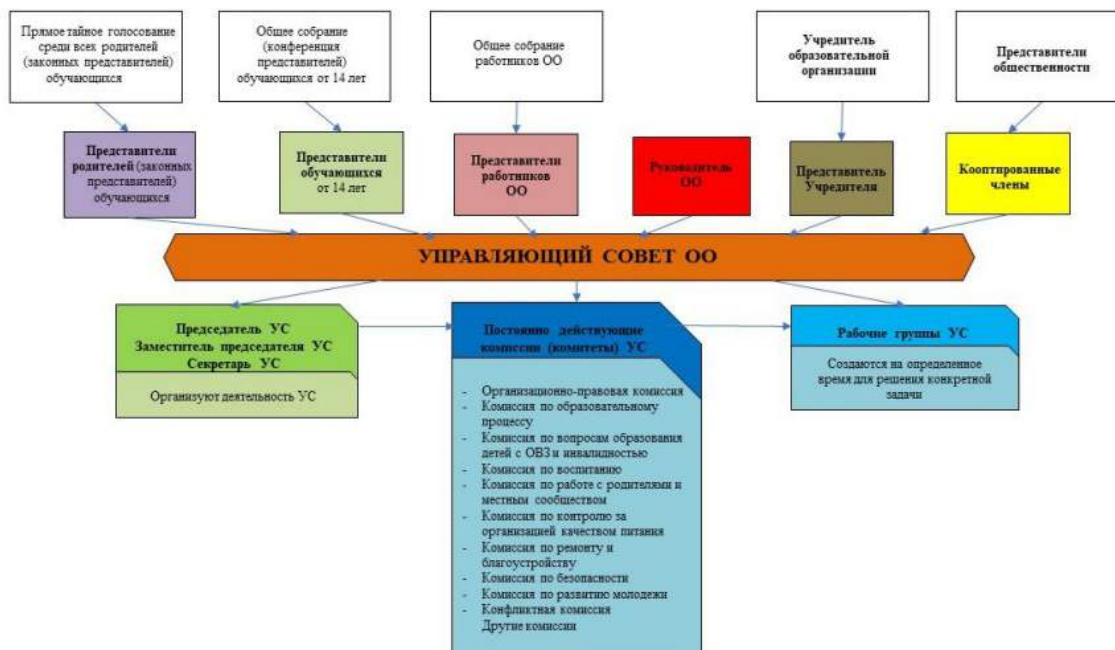 Прямое тайное голосование
среди всех родителей
(законных представителей)
обучающихся
Общее собрание
(конференция
представителей)
обучающихся от 14 лет
Общее собрание
работников ОО
Учредитель
образовательной
организации
Представители
общественности
Представители
родителей (законных
представителей)
обучающихся
Представители
обучающихся
от 14 лет
Представители
работников
ОО
Руководитель
ОО
Представитель
Учредителя
Кооптированные
члены
УПРАВЛЯЮЩИЙ СОВЕТ ОО
Председатель УС
Заместитель председателя УС
Секретарь УС
Организуют деятельность УС
Постоянно действующие
комиссии (комитеты) УС
- Организационно-правовая комиссия
- Комиссия по образовательному
процессу
- Комиссия по вопросам образования
детей с ОВЗ и инвалидностью
- Комиссия по воспитанию
- Комиссия по работе с родителями и
местным сообществом
- Комиссия по контролю за
организацией качеством питания
- Комиссия по ремонту и
благоустройству
- Комиссия по безопасности
- Комиссия по развитию молодежи
- Конфликтная комиссия
Другие комиссии
Рабочие группы УС
Создаются на определенное
время для решения конкретной
задачи